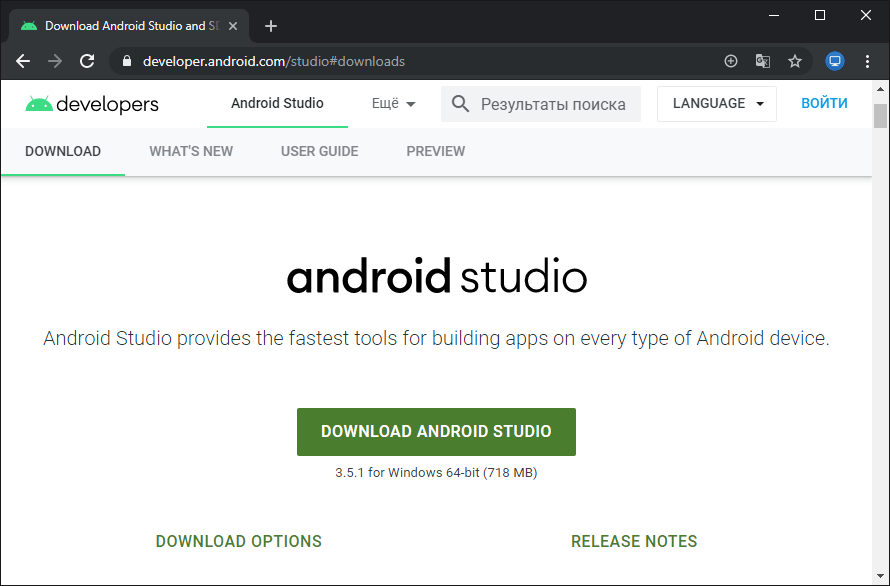 Download Android Studio and SD
developer.android.com/studio#downloads
developers Android Studio Ещё Результаты поиска LANGUAGE ВОЙТИ
DOWNLOAD WHAT'S NEW USER GUIDE PREVIEW
android studio
Android Studio provides the fastest tools for building apps on every type of Android device.
DOWNLOAD ANDROID STUDIO
3.5.1 for Windows 64-bit (718 MB)
DOWNLOAD OPTIONS RELEASE NOTES